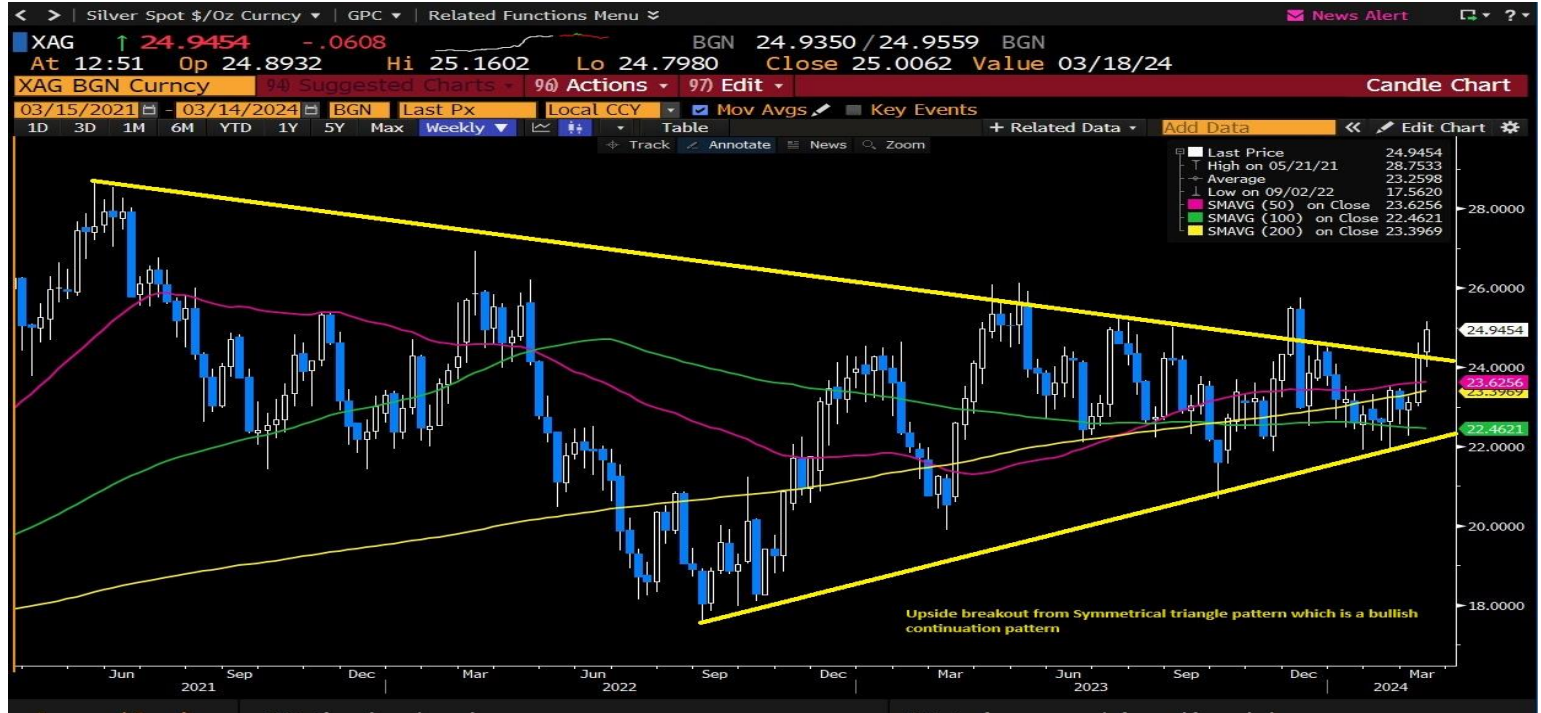 < > Silver Spot $/Oz Curncy ▾ GPC ▾ Related Functions Menu News Alert ? ▾
XAG ↑ 24.9454 -.0608 BGN 24.9350 / 24.9559 BGN
At 12:51 Op 24.8932 Hi 25.1602 Lo 24.7980 Close 25.0062 Value 03/18/24
XAG BGN Curncy 94) Suggested Charts ▾ 96) Actions ▾ 97) Edit ▾ Candle Chart
03/15/2021 - 03/14/2024 BGN Last Px Local CCY Mov Avgs Key Events
1D 3D 1M 6M YTD 1Y 5Y Max Weekly ▼ Table + Related Data ▾ Add Data « Edit Chart
Track Annotate News Zoom
Last Price 24.9454
High on 05/21/21 28.7533
Average 23.2598
Low on 09/02/22 17.5620
SMAVG (50) on Close 23.6256
SMAVG (100) on Close 22.4621
SMAVG (200) on Close 23.3969
28.0000
26.0000
24.9454
24.0000
23.6256
23.3969
22.4621
22.0000
20.0000
18.0000
Upside breakout from Symmetrical triangle pattern which is a bullish
continuation pattern
Jun Sep Dec Mar Jun Sep Dec Mar Jun Sep Dec Mar
2021 2022 2023 2024